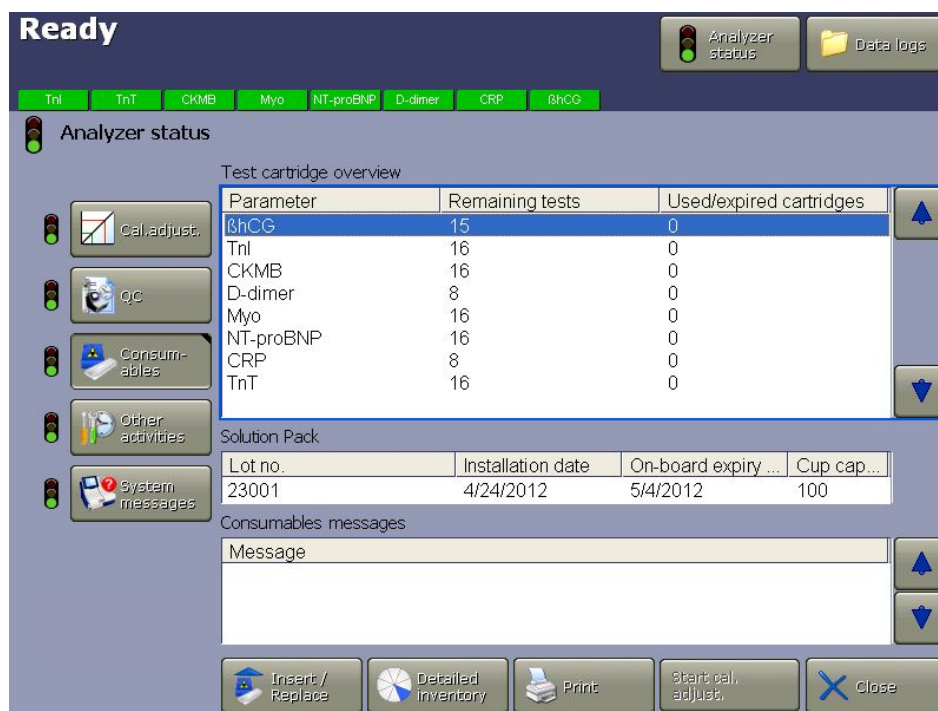 Ready
Analyzer status
Data logs
TnI TnT CKMB Myo NT-proBNP D-dimer CRP ßhCG
Analyzer status
Test cartridge overview
Parameter Remaining tests Used/expired cartridges
ßhCG 15 0
TnI 16 0
CKMB 16 0
D-dimer 8 0
Myo 16 0
NT-proBNP 16 0
CRP 8 0
TnT 16 0
Cal.adjust.
QC
Consum-
ables
Other
activities
System
messages
Solution Pack
Lot no. Installation date On-board expiry ... Cup cap...
23001 4/24/2012 5/4/2012 100
Consumables messages
Message
Insert /
Replace
Detailed
inventory
Print
Start cal.
adjust.
Close